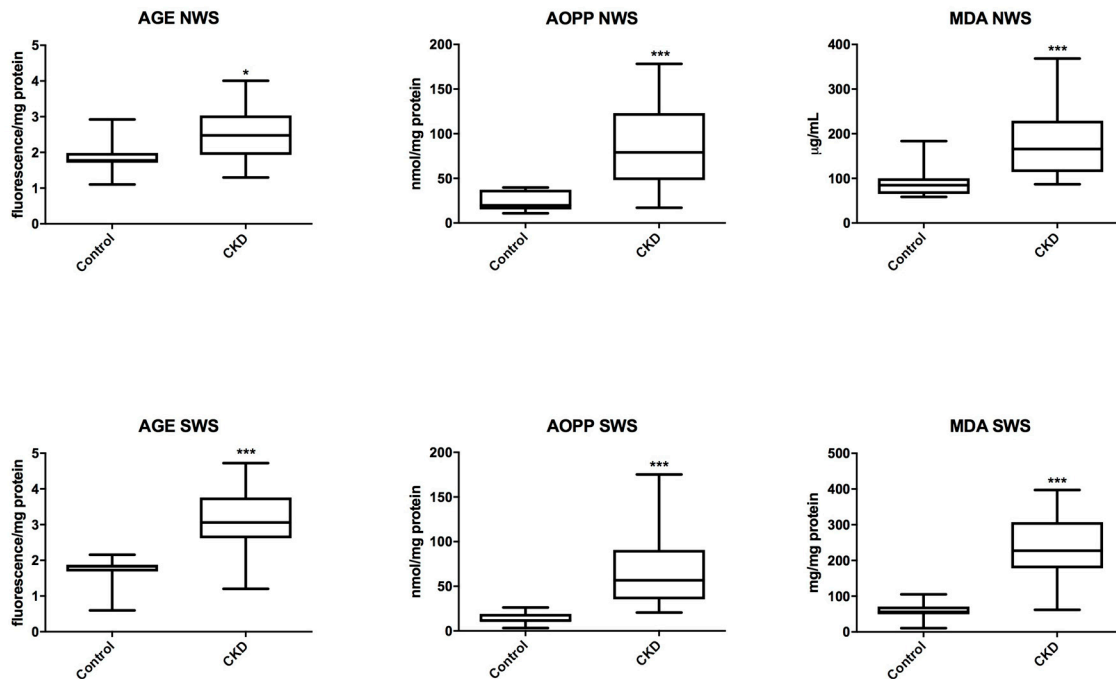 AGE NWS
fluorescence/mg protein
5
4
3
2
1
0
*
Control
CKD
AOPP NWS
nmol/mg protein
200
150
100
50
0
***
Control
CKD
MDA NWS
µg/mL
400
300
200
100
0
***
Control
CKD
AGE SWS
fluorescence/mg protein
5
4
3
2
1
0
***
Control
CKD
AOPP SWS
nmol/mg protein
200
150
100
50
0
***
Control
CKD
MDA SWS
mg/mg protein
500
400
300
200
100
0
***
Control
CKD